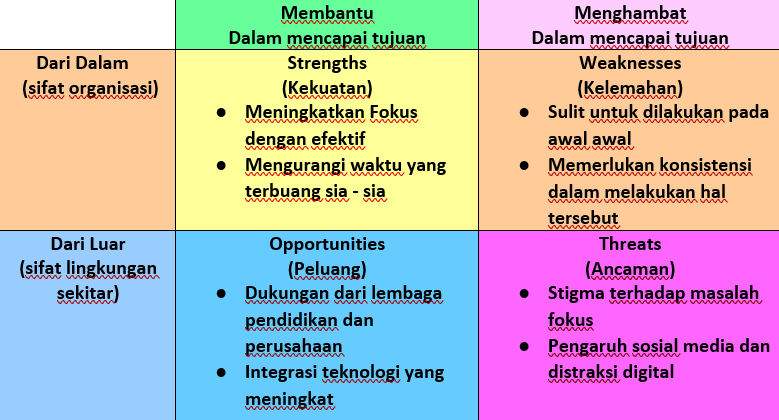 Membantu
Dalam mencapai tujuan
Menghambat
Dalam mencapai tujuan
Dari Dalam
(sifat organisasi)
Strengths
(Kekuatan)
● Meningkatkan Fokus
dengan efektif
● Mengurangi waktu yang
terbuang sia - sia
Weaknesses
(Kelemahan)
● Sulit untuk dilakukan pada
awal awal
● Memerlukan konsistensi
dalam melakukan hal
tersebut
Dari Luar
(sifat lingkungan
sekitar)
Opportunities
(Peluang)
● Dukungan dari lembaga
pendidikan dan
perusahaan
● Integrasi teknologi yang
meningkat
Threats
(Ancaman)
● Stigma terhadap masalah
fokus
● Pengaruh sosial media dan
distraksi digital